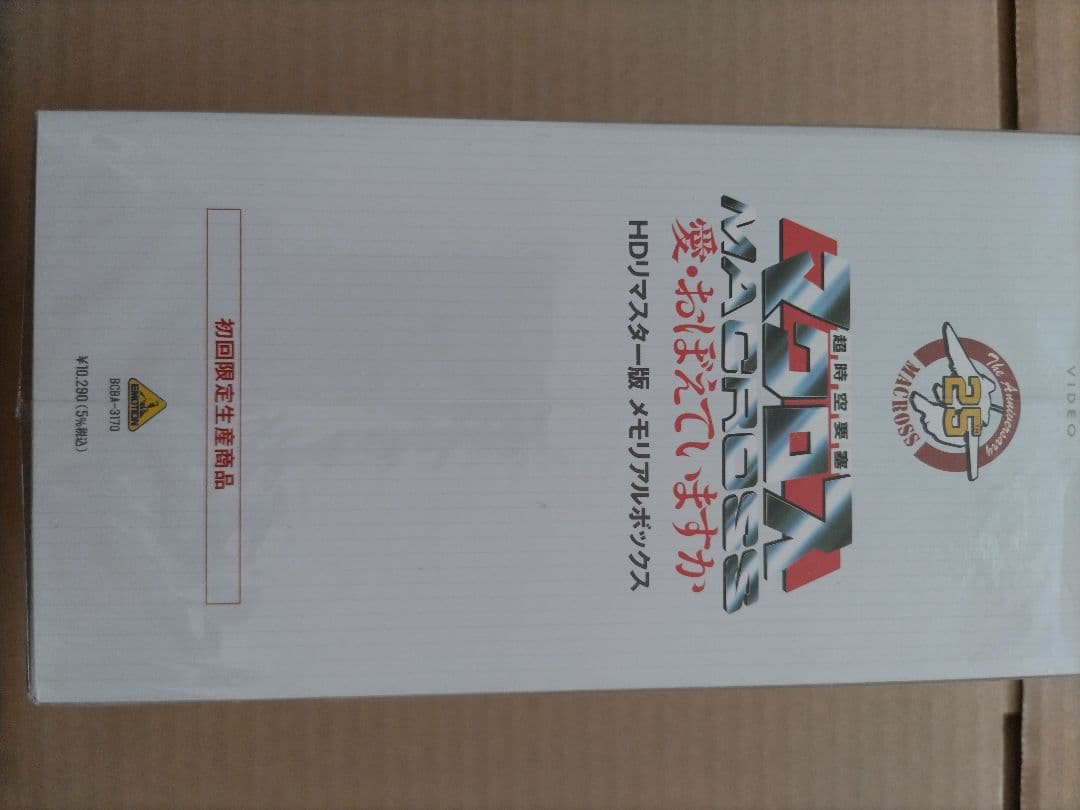 VIDEO
The Anniversary
25th
MACROSS
超時空要塞
マクロス
MACROSS
愛・おぼえていますか
HDリマスター版 メモリアルボックス
初回限定生産商品
EMOTION
BCBA-3170
¥10,290(5%税込)